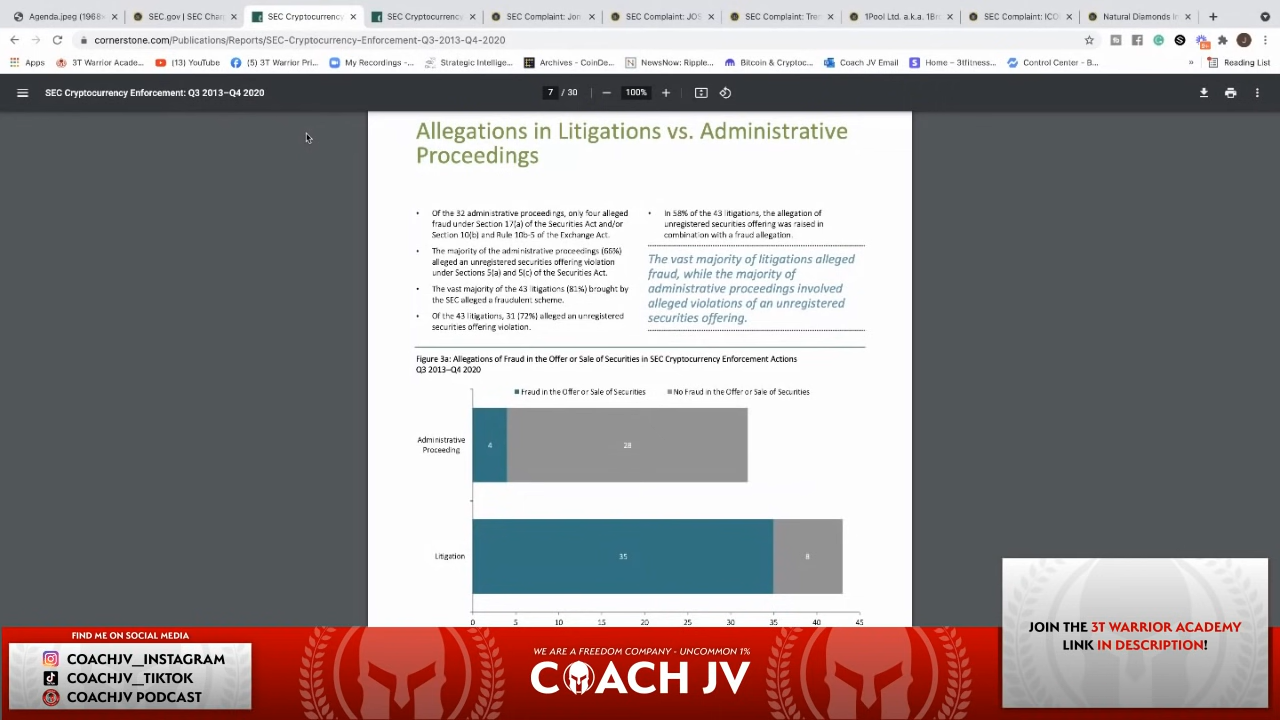 Agenda.jpeg (1968×
SEC.gov | SEC Char
SEC Cryptocurrency
SEC Cryptocurrency
SEC Complaint: Jon
SEC Complaint: JOS
SEC Complaint: Tre
1Pool Ltd. a.k.a. 1Br
SEC Complaint: ICO
Natural Diamonds In
cornerstone.com/Publications/Reports/SEC-Cryptocurrency-Enforcement-Q3-2013-Q4-2020
Apps
3T Warrior Acade...
(13) YouTube
(5) 3T Warrior Pri...
My Recordings -...
Strategic Intellige...
Archives - CoinDe...
NewsNow: Ripple...
Bitcoin & Cryptoc...
Coach JV Email
Home – 3tfitness...
Control Center - B...
»
Reading List
SEC Cryptocurrency Enforcement: Q3 2013–Q4 2020
7 / 30
100%
Allegations in Litigations vs. Administrative
Proceedings
• Of the 32 administrative proceedings, only four alleged
fraud under Section 17(a) of the Securities Act and/or
Section 10(b) and Rule 10b-5 of the Exchange Act.
• The majority of the administrative proceedings (66%)
alleged an unregistered securities offering violation
under Sections 5(a) and 5(c) of the Securities Act.
• The vast majority of the 43 litigations (81%) brought by
the SEC alleged a fraudulent scheme.
• Of the 43 litigations, 31 (72%) alleged an unregistered
securities offering violation.
• In 58% of the 43 litigations, the allegation of
unregistered securities offering was raised in
combination with a fraud allegation.
The vast majority of litigations alleged
fraud, while the majority of
administrative proceedings involved
alleged violations of an unregistered
securities offering.
Figure 3a: Allegations of Fraud in the Offer or Sale of Securities in SEC Cryptocurrency Enforcement Actions
Q3 2013–Q4 2020
Fraud in the Offer or Sale of Securities
No Fraud in the Offer or Sale of Securities
Administrative
Proceeding
4
28
Litigation
35
8
0 5 10 15 20 25 30 35 40 45
JOIN THE 3T WARRIOR ACADEMY
LINK IN DESCRIPTION!
FIND ME ON SOCIAL MEDIA
COACHJV_INSTAGRAM
COACHJV_TIKTOK
COACHJV PODCAST
WE ARE A FREEDOM COMPANY - UNCOMMON 1%
COACH JV